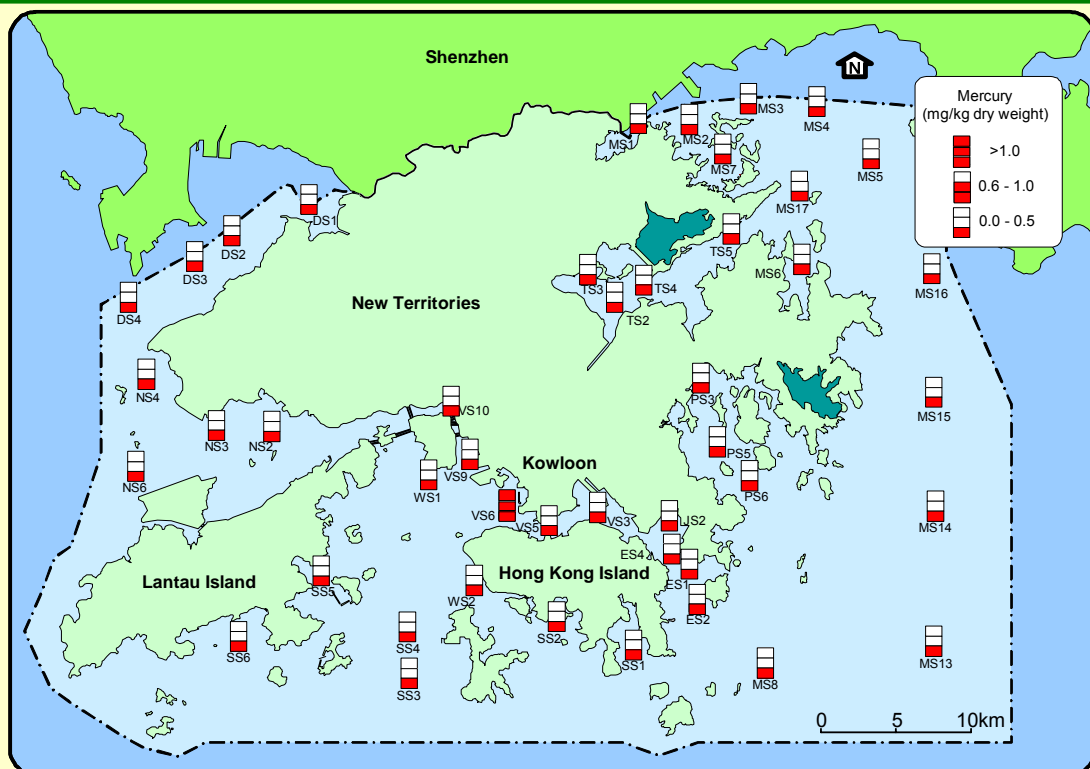 Shenzhen
N
Mercury
(mg/kg dry weight)
>1.0
0.6 - 1.0
0.0 - 0.5
MS3
MS4
MS1
MS2
MS7
MS5
MS17
DS1
DS2
DS3
DS4
TS5
MS6
TS3
TS4
TS2
MS16
New Territories
NS4
PS3
VS10
MS15
NS3
NS2
PS5
VS9
Kowloon
NS6
WS1
PS6
VS6
VS5
VS3
JS2
MS14
ES4
ES1
Lantau Island
Hong Kong Island
SS5
WS2
ES2
SS2
SS4
SS6
SS1
SS3
MS8
MS13
0 5 10km